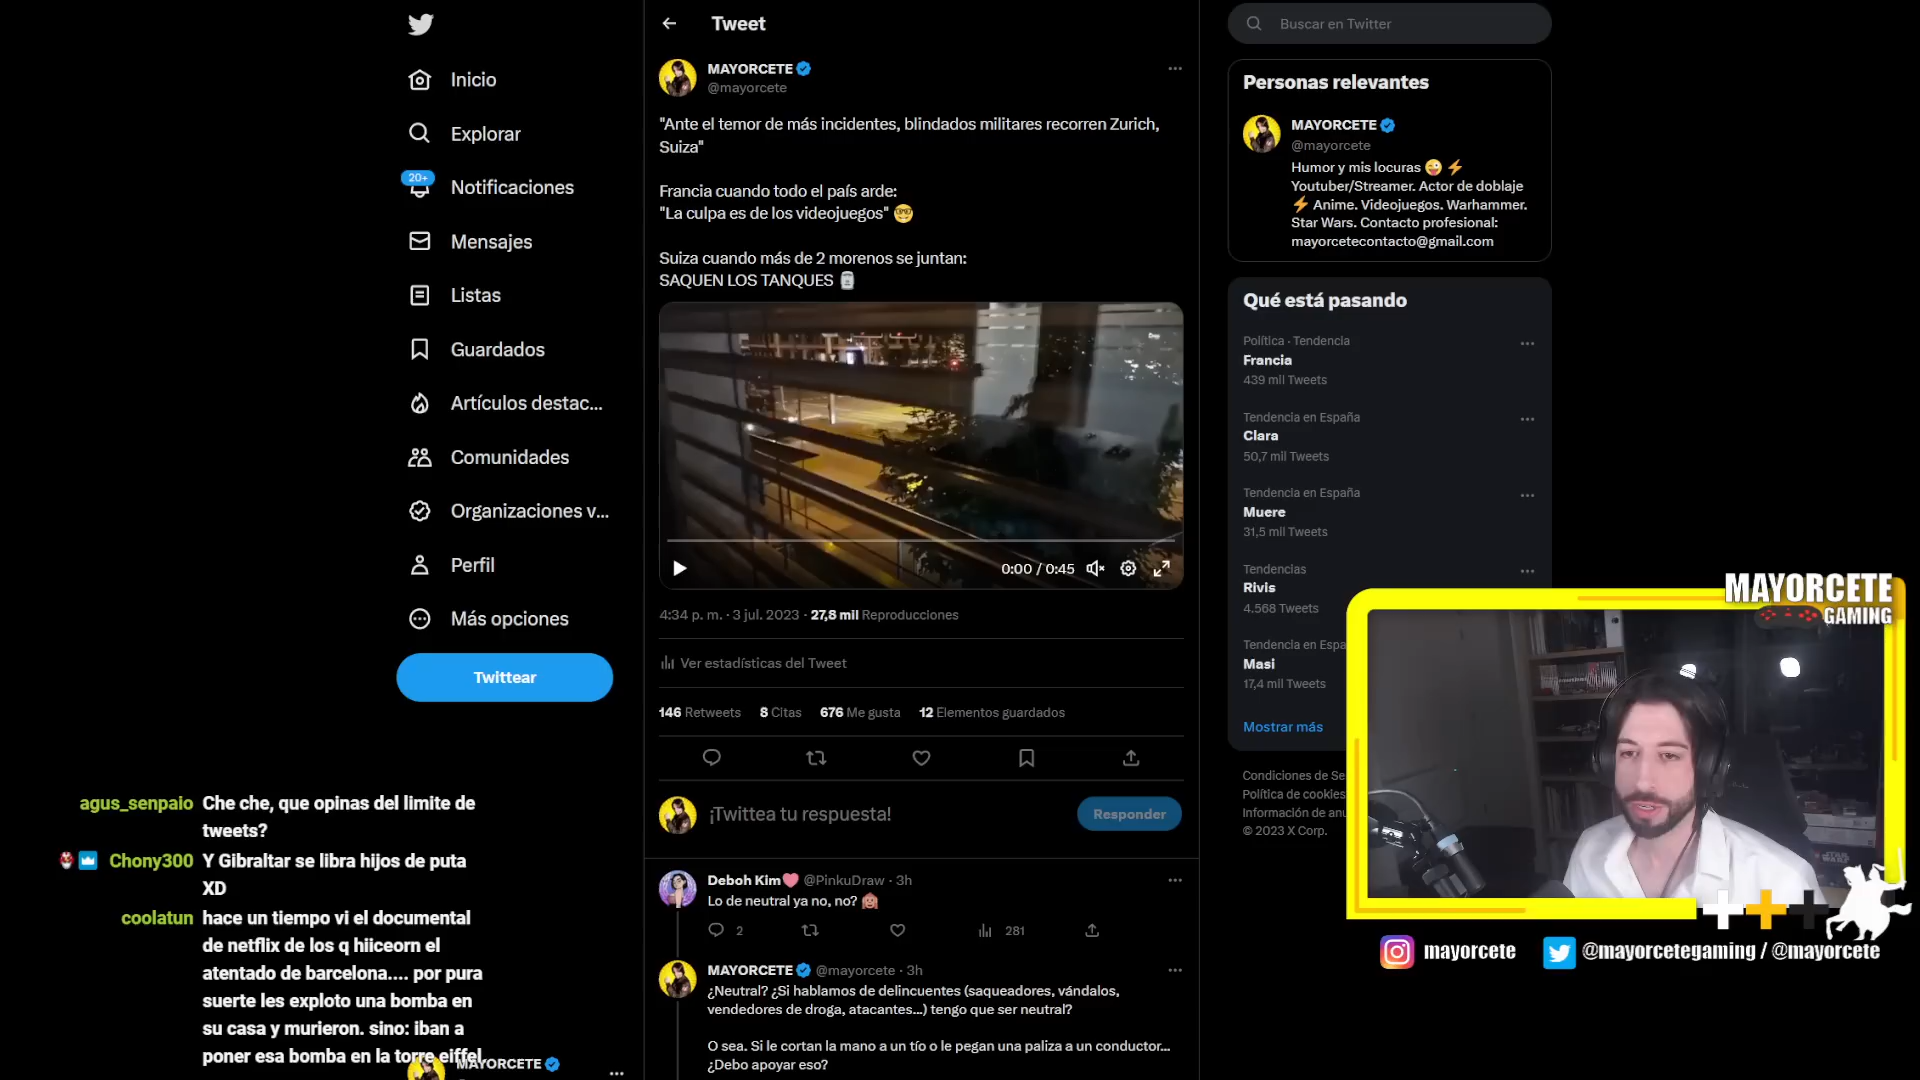 Inicio
Explorar
20+
Notificaciones
Mensajes
Listas
Guardados
Artículos destac...
Comunidades
Organizaciones v...
Perfil
Más opciones
Twittear
agus_senpaio Che che, que opinas del limite de
tweets?
Chony300 Y Gibraltar se libra hijos de puta
XD
coolatun hace un tiempo vi el documental
de netflix de los q hiiceorn el
atentado de barcelona.... por pura
suerte les exploto una bomba en
su casa y murieron. sino: iban a
poner esa bomba en la torre eiffel.
MAYORCETE
Tweet
MAYORCETE
@mayorcete
"Ante el temor de más incidentes, blindados militares recorren Zurich,
Suiza"
Francia cuando todo el país arde:
"La culpa es de los videojuegos" 🤓
Suiza cuando más de 2 morenos se juntan:
SAQUEN LOS TANQUES
0:00 / 0:45
4:34 p. m. · 3 jul. 2023 · 27,8 mil Reproducciones
Ver estadísticas del Tweet
146 Retweets 8 Citas 676 Me gusta 12 Elementos guardados
¡Twittea tu respuesta!
Responder
Deboh Kim @PinkuDraw · 3h
Lo de neutral ya no, no?
2 281
MAYORCETE @mayorcete · 3h
¿Neutral? ¿Si hablamos de delincuentes (saqueadores, vándalos,
vendedores de droga, atacantes...) tengo que ser neutral?
O sea. Si le cortan la mano a un tío o le pegan una paliza a un conductor...
¿Debo apoyar eso?
Buscar en Twitter
Personas relevantes
MAYORCETE
@mayorcete
Humor y mis locuras 😜 ⚡
Youtuber/Streamer. Actor de doblaje
⚡ Anime. Videojuegos. Warhammer.
Star Wars. Contacto profesional:
mayorcetecontacto@gmail.com
Qué está pasando
Política · Tendencia
Francia
439 mil Tweets
Tendencia en España
Clara
50,7 mil Tweets
Tendencia en España
Muere
31,5 mil Tweets
Tendencias
Rivis
4.568 Tweets
Tendencia en Espa
Masi
17,4 mil Tweets
Mostrar más
Condiciones de Se
Política de cookies
Información de anu
© 2023 X Corp.
MAYORCETE
GAMING
STAR WARS
mayorcete
@mayorcetegaming / @mayorcete